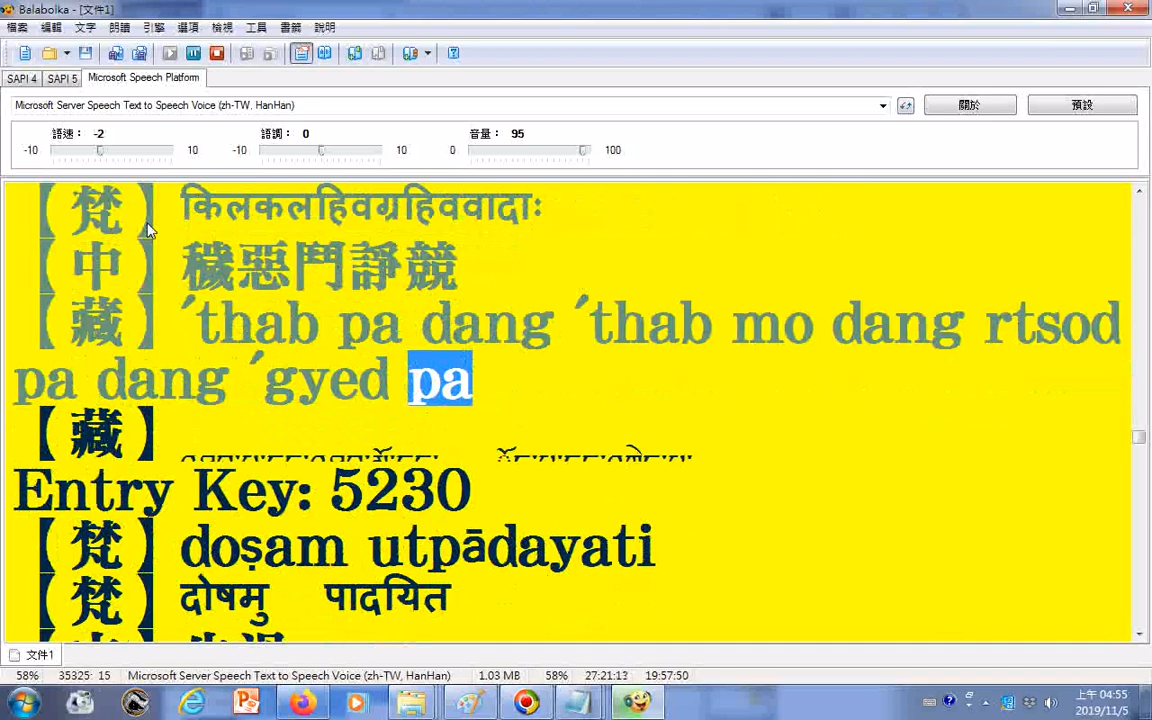 Balabolka - [文件1]
檔案 編輯 文字 朗讀 引擎 選項 檢視 工具 書籤 說明
SAPI 4 SAPI 5 Microsoft Speech Platform
Microsoft Server Speech Text to Speech Voice (zh-TW, HanHan) 關於 預設
語速： -2 語調： 0 音量： 95
-10 10 -10 10 0 100
【梵】 किलकलहिवग्रहिववादाः
【中】 穢惡鬥諍競
【藏】 ´thab pa dang ´thab mo dang rtsod
pa dang ´gyed pa
【藏】
Entry Key: 5230
【梵】 doṣam utpādayati
【梵】 दोषमु पादयित
文件1
58% 35325: 15 Microsoft Server Speech Text to Speech Voice (zh-TW, HanHan) 1.03 MB 58% 27:21:13 19:57:50
上午 04:55
2019/11/5